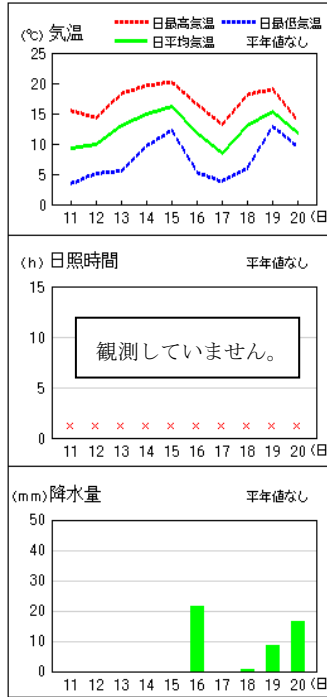 (℃) 気温
日最高気温 日最低気温
日平均気温 平年値なし
25
20
15
10
5
0
11 12 13 14 15 16 17 18 19 20 (日
(h) 日照時間 平年値なし
15
10
5
0
観測していません。
× × × × × × × × × ×
11 12 13 14 15 16 17 18 19 20 (日
(mm) 降水量 平年値なし
50
40
30
20
10
0
11 12 13 14 15 16 17 18 19 20 (日